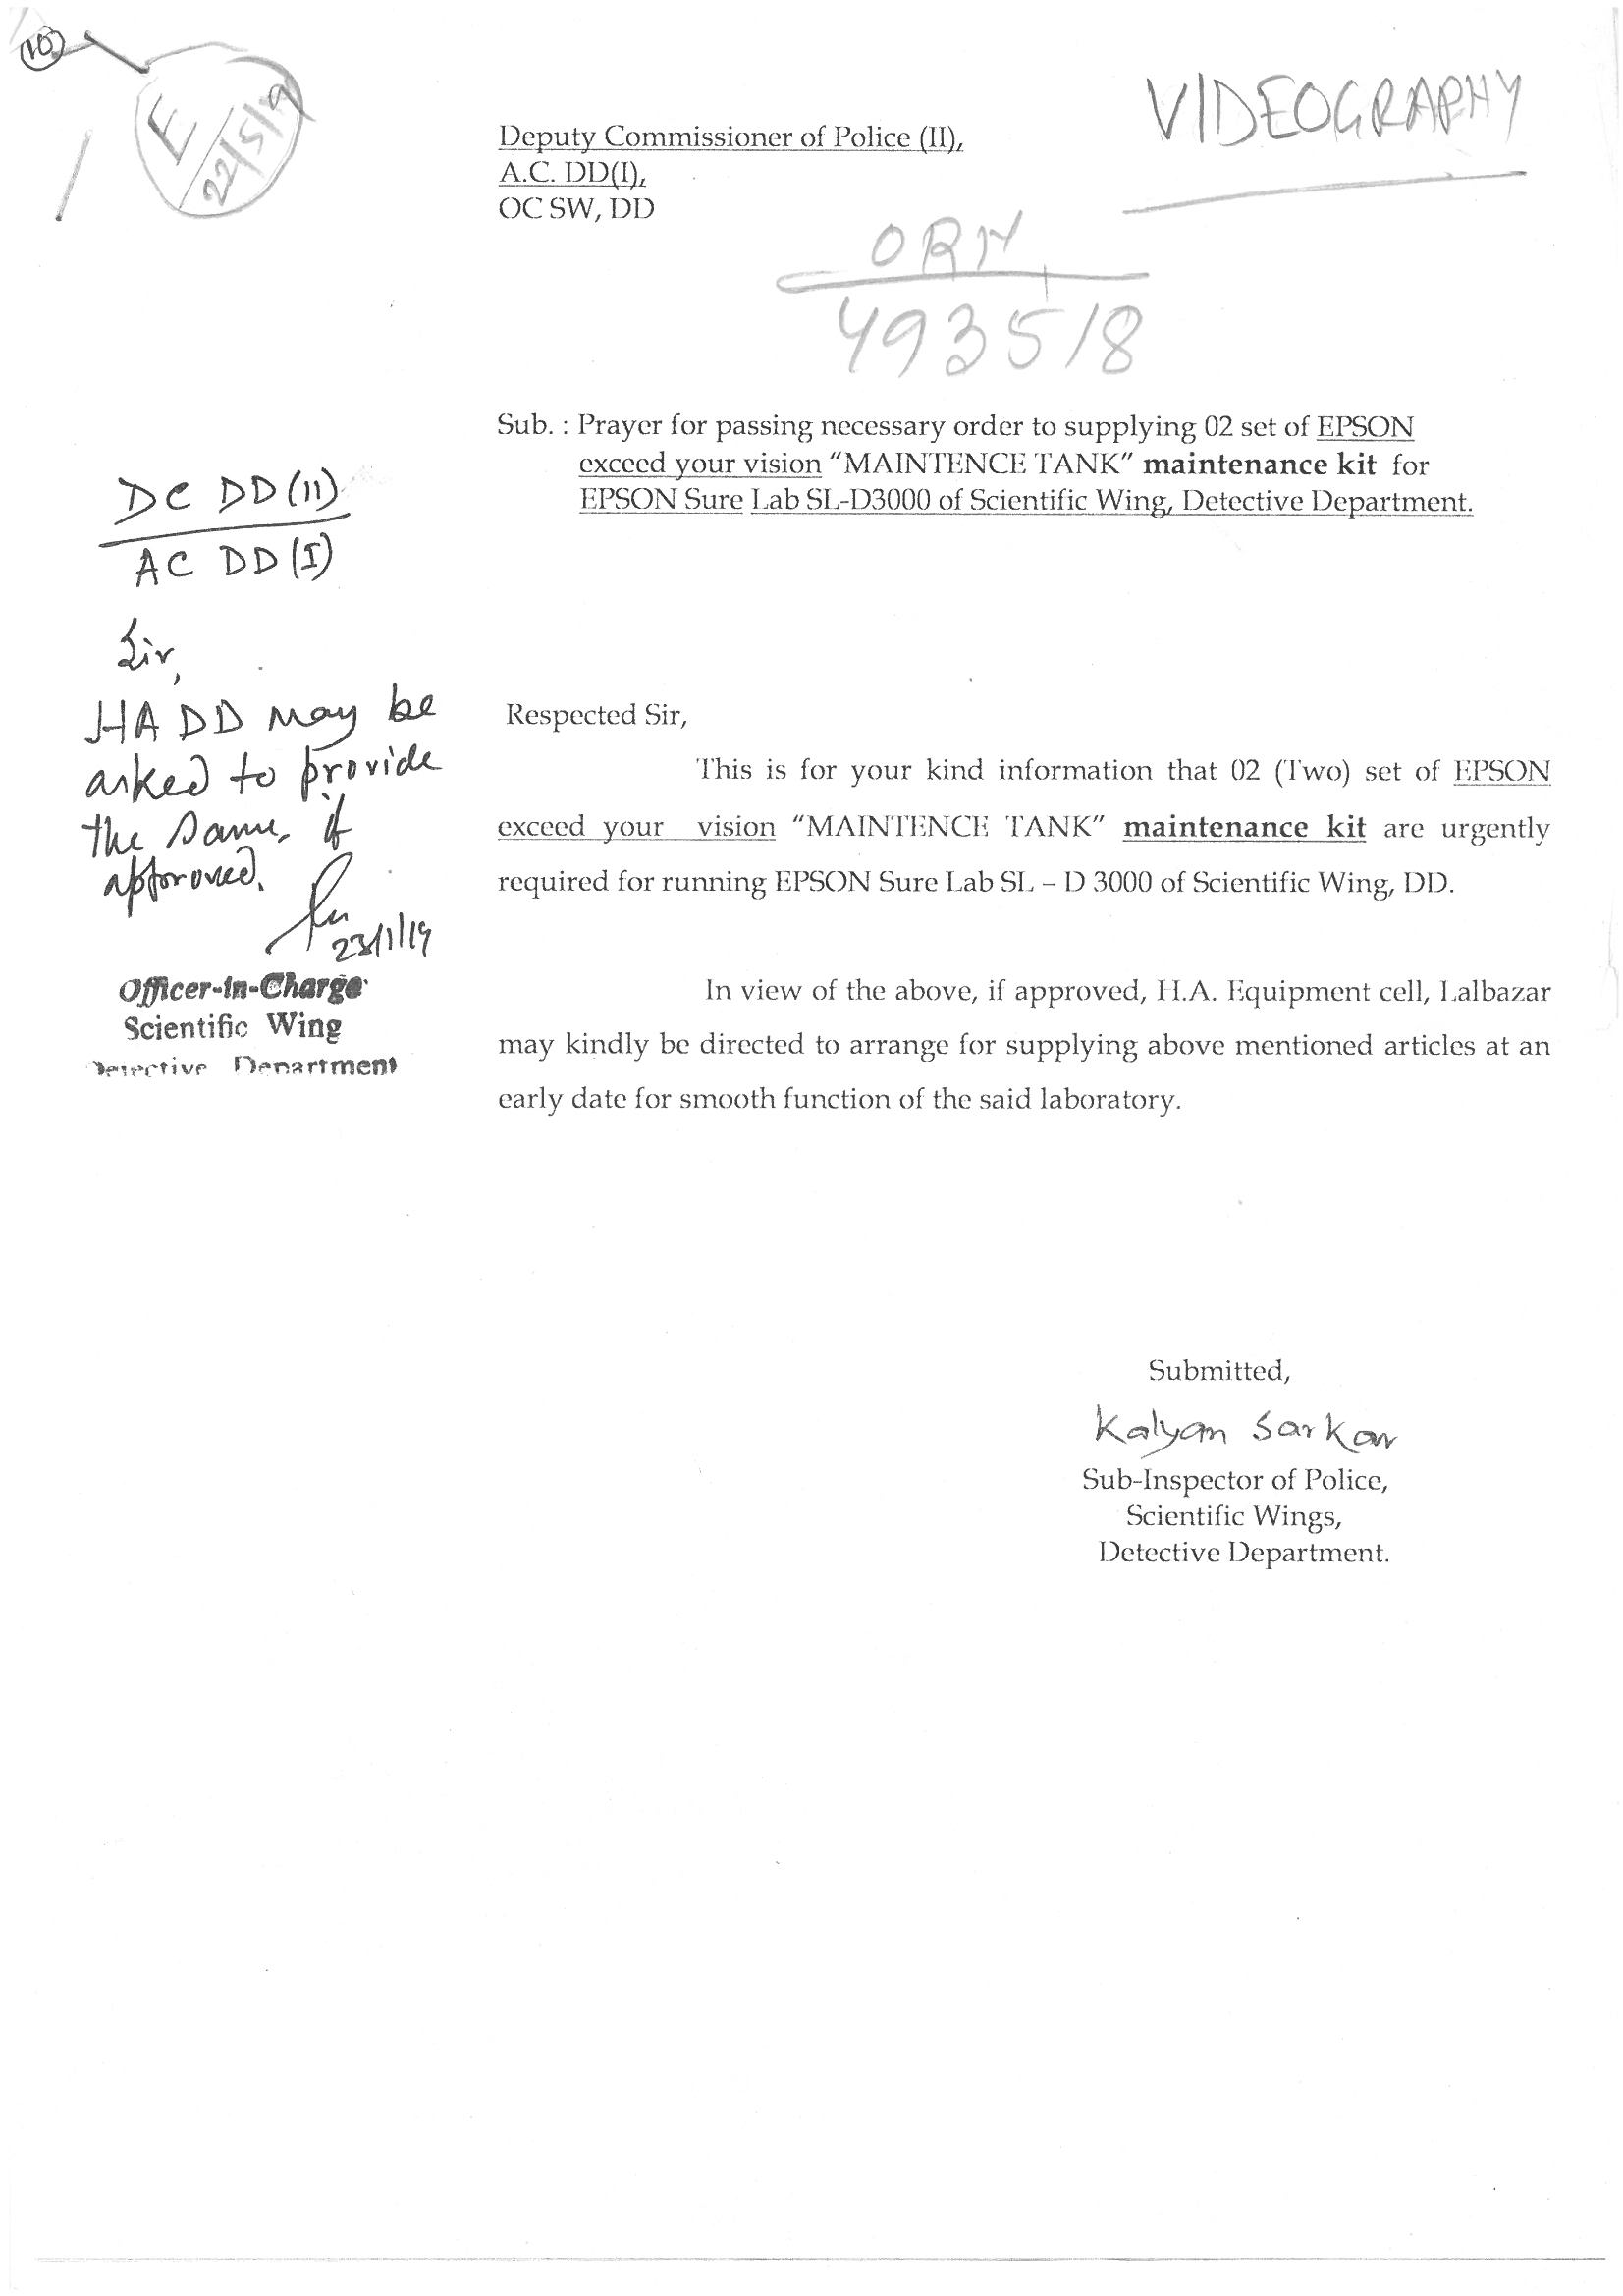 10
E
22/5/19
VIDEOGRAPHY
Deputy Commissioner of Police (II),
A.C. DD(I),
OC SW, DD
ORN
493518
Sub. : Prayer for passing necessary order to supplying 02 set of EPSON
exceed your vision “MAINTENCE TANK” maintenance kit for
EPSON Sure Lab SL-D3000 of Scientific Wing, Detective Department.
DC DD (II)
AC DD (I)
Sir,
HA DD may be
asked to provide
the same, if
approved.
23/1/19
Officer-in-Charge
Scientific Wing
Detective Department
Respected Sir,
This is for your kind information that 02 (Two) set of EPSON
exceed your vision “MAINTENCE TANK” maintenance kit are urgently
required for running EPSON Sure Lab SL – D 3000 of Scientific Wing, DD.
In view of the above, if approved, H.A. Equipment cell, Lalbazar
may kindly be directed to arrange for supplying above mentioned articles at an
early date for smooth function of the said laboratory.
Submitted,
Kalyan Sarkar
Sub-Inspector of Police,
Scientific Wings,
Detective Department.